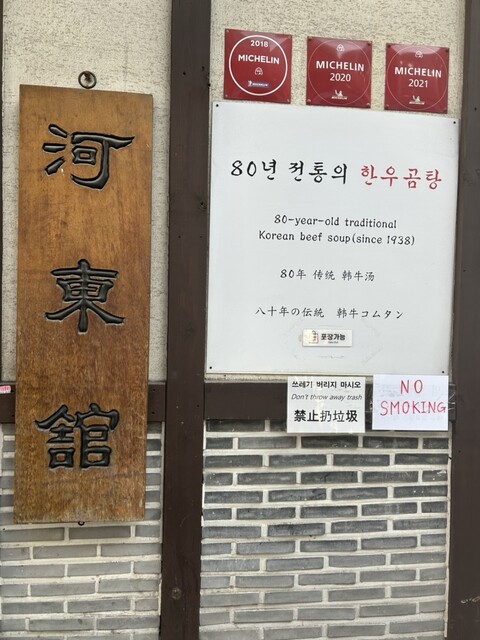 河
東
舘
2018
MICHELIN
MICHELIN
2020
MICHELIN
2021
80년 전통의 한우곰탕
80-year-old traditional
Korean beef soup(since 1938)
80年 传统 韩牛汤
八十年の伝統 韓牛コムタン
포장가능
쓰레기 버리지 마시오
Don't throw away trash
禁止扔垃圾
NO
SMOKING